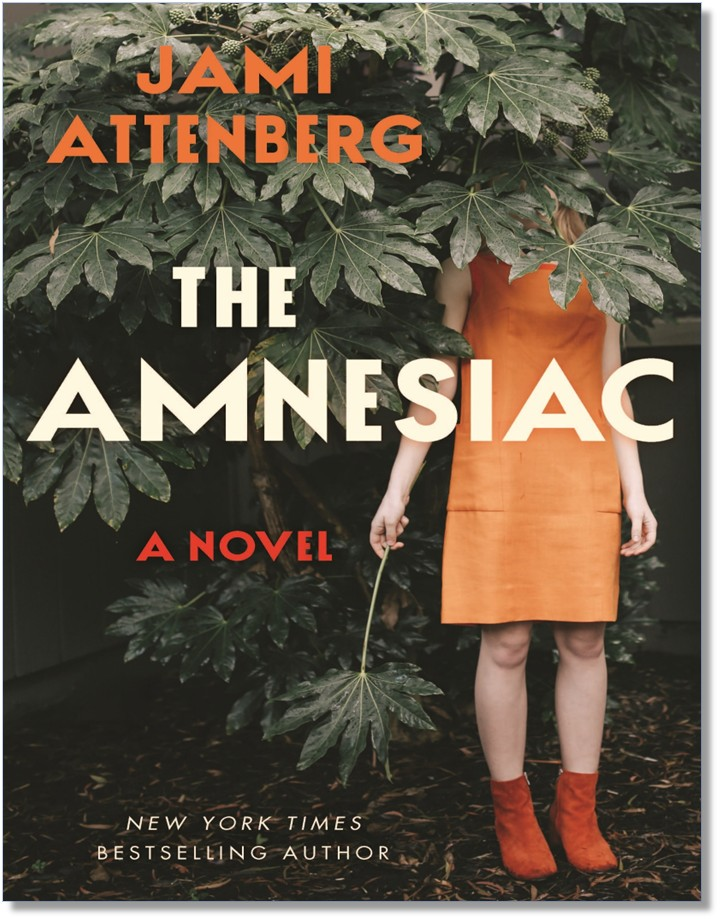 JAMI
ATTENBERG
THE
AMNESIAC
A NOVEL
NEW YORK TIMES
BESTSELLING AUTHOR